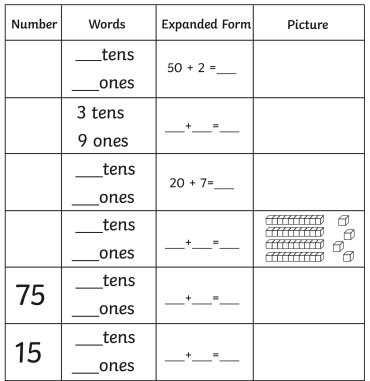 Number Words Expanded Form Picture
___tens
___ones
50 + 2 =___
3 tens
9 ones
___+___=___
___tens
___ones
20 + 7=___
___tens
___ones
___+___=___
75
___tens
___ones
___+___=___
15
___tens
___ones
___+___=___